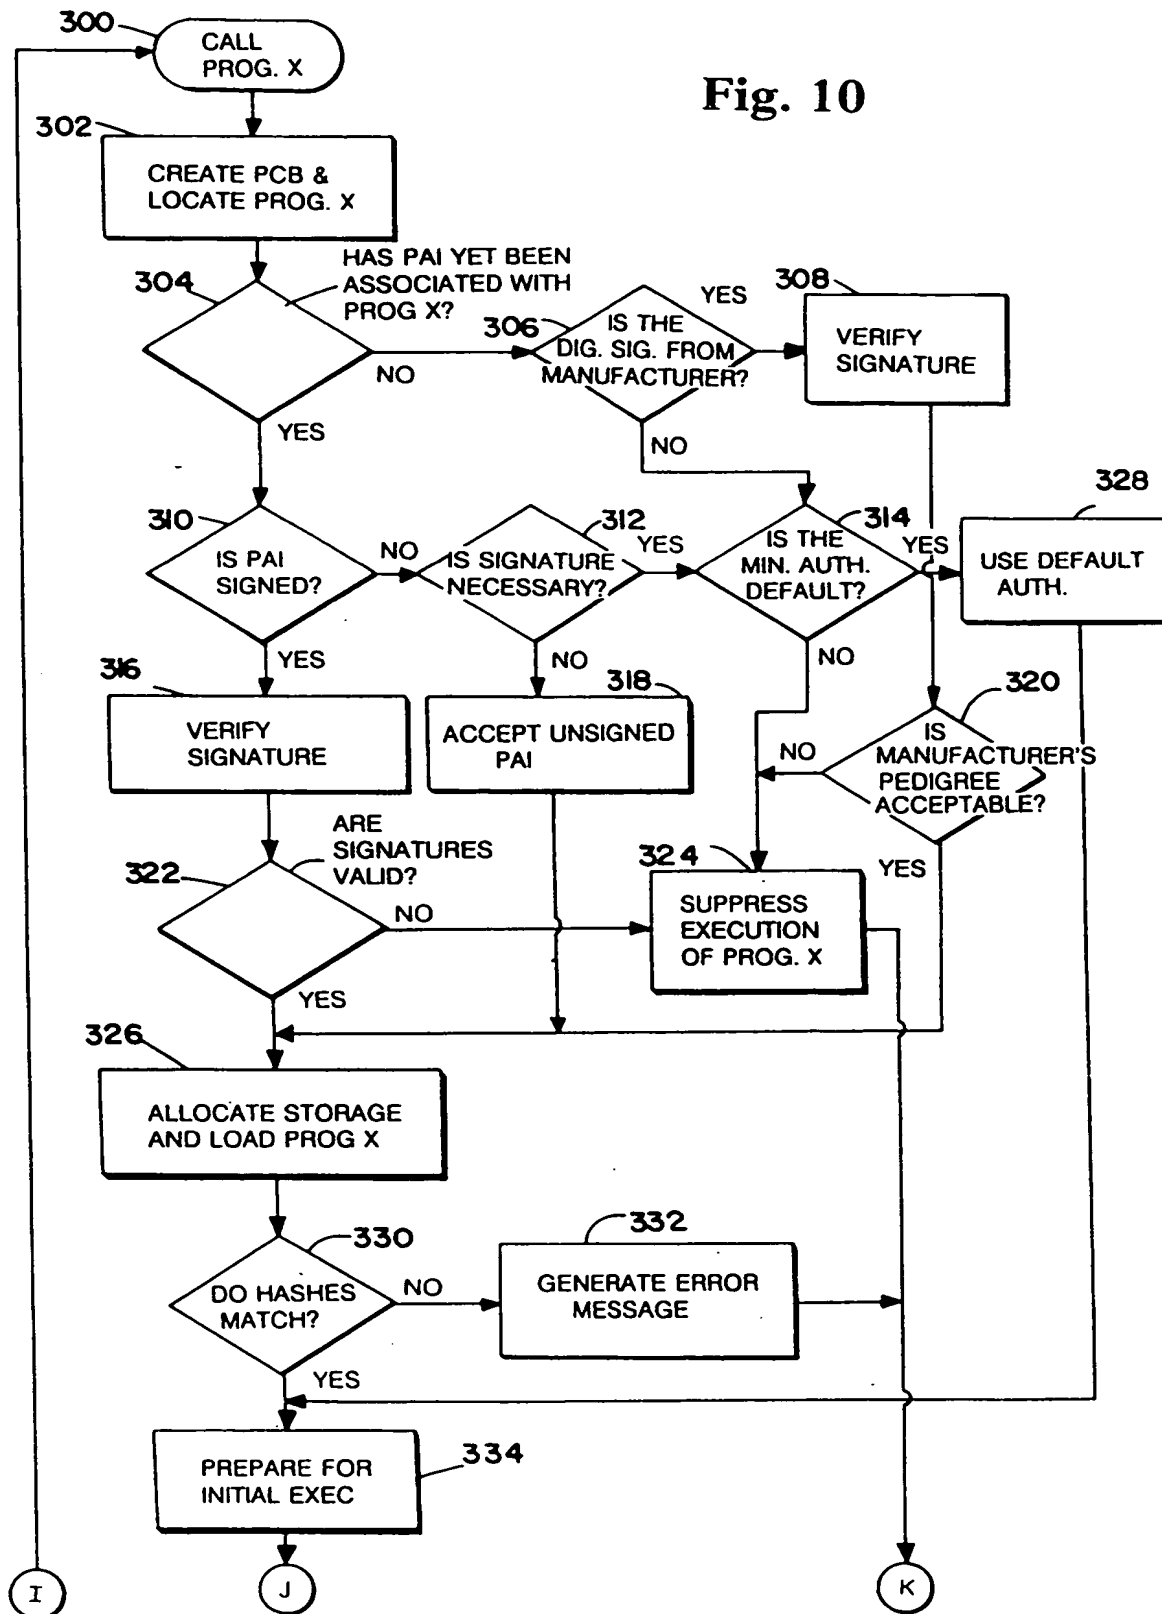 300
CALL
PROG. X
Fig. 10
302
CREATE PCB &
LOCATE PROG. X
304
HAS PAI YET BEEN
ASSOCIATED WITH
PROG X?
NO
YES
306
IS THE
DIG. SIG. FROM
MANUFACTURER?
YES
NO
308
VERIFY
SIGNATURE
310
IS PAI
SIGNED?
NO
YES
312
IS SIGNATURE
NECESSARY?
YES
NO
314
IS THE
MIN. AUTH.
DEFAULT?
YES
NO
328
USE DEFAULT
AUTH.
316
VERIFY
SIGNATURE
318
ACCEPT UNSIGNED
PAI
320
IS
MANUFACTURER'S
PEDIGREE
ACCEPTABLE?
NO
YES
322
ARE
SIGNATURES
VALID?
NO
YES
324
SUPPRESS
EXECUTION
OF PROG. X
326
ALLOCATE STORAGE
AND LOAD PROG X
330
DO HASHES
MATCH?
NO
YES
332
GENERATE ERROR
MESSAGE
334
PREPARE FOR
INITIAL EXEC
I
J
K